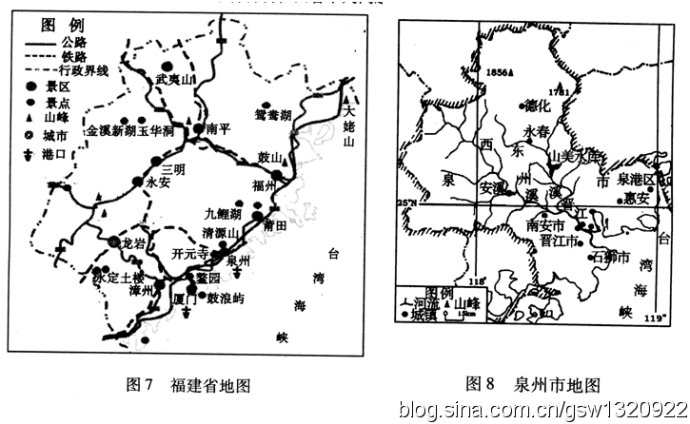 图 例
公路
铁路
行政界线
景区
景点
山峰
城市
港口
武夷山
鸳鸯湖
大姥山
金溪新湖
玉华洞
南平
三明
鼓山
永安
福州
九鲤湖
莆田
清源山
龙岩
开元寺
泉州
台湾海峡
永定土楼
鳌园
漳州
厦门
鼓浪屿
图7 福建省地图
1856
1781
德化
永春
西
东
山美水库
泉
州
市
泉港区
安溪
溪
溪
惠安
25°N
晋
江
南安市
晋江市
石狮市
台湾海峡
118°
119°
图例
河流
山峰
城镇
图8 泉州市地图
blog.sina.com.cn/gsw1320922